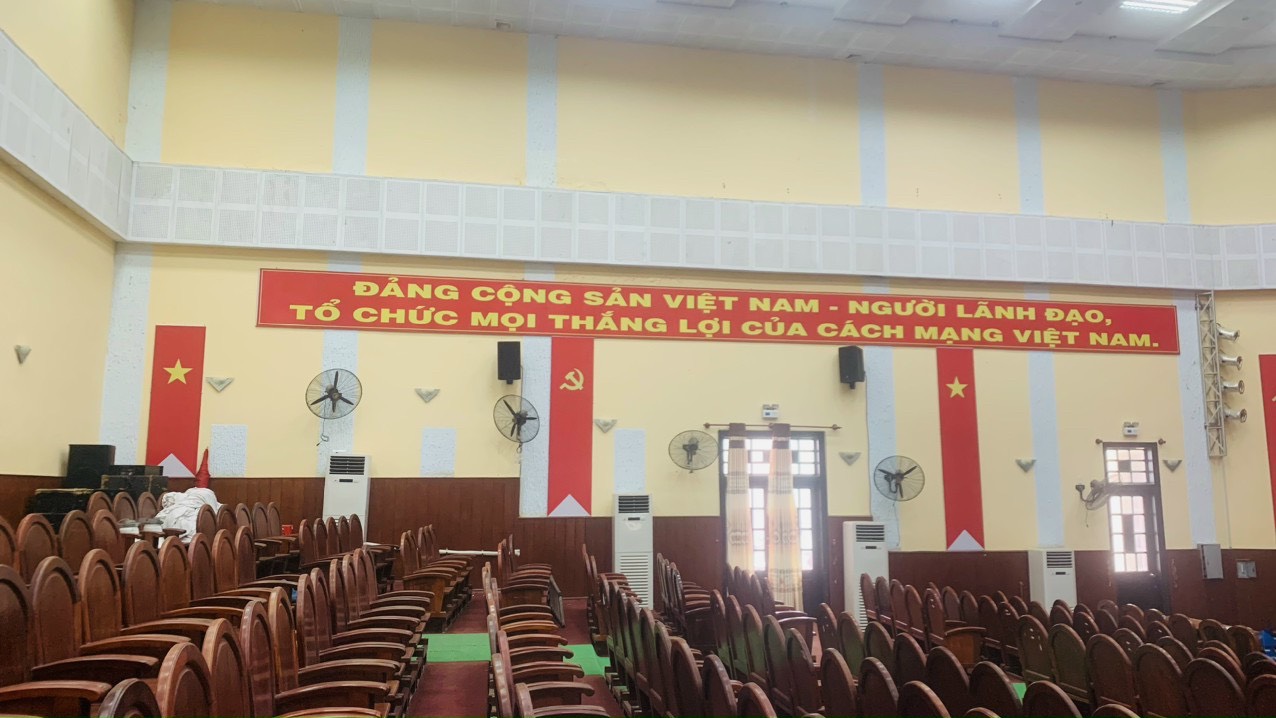 ĐẢNG CỘNG SẢN VIỆT NAM - NGƯỜI LÃNH ĐẠO,
TỔ CHỨC MỌI THẮNG LỢI CỦA CÁCH MẠNG VIỆT NAM.